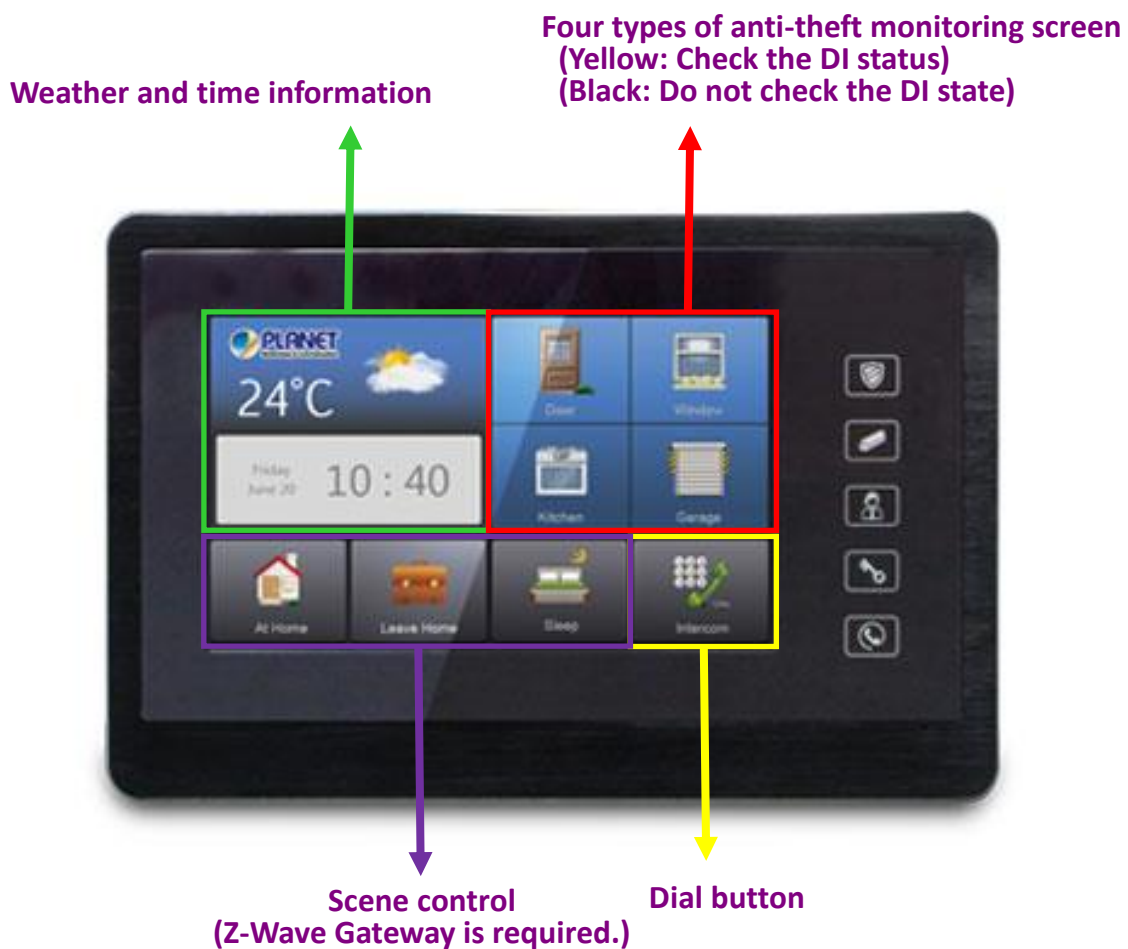 Four types of anti-theft monitoring screen
(Yellow: Check the DI status)
(Black: Do not check the DI state)
Weather and time information
PLANET
24°C
Door
Window
Friday
June 20
10 : 40
Kitchen
Garage
At Home
Leave Home
Sleep
Intercom
Scene control
(Z-Wave Gateway is required.)
Dial button